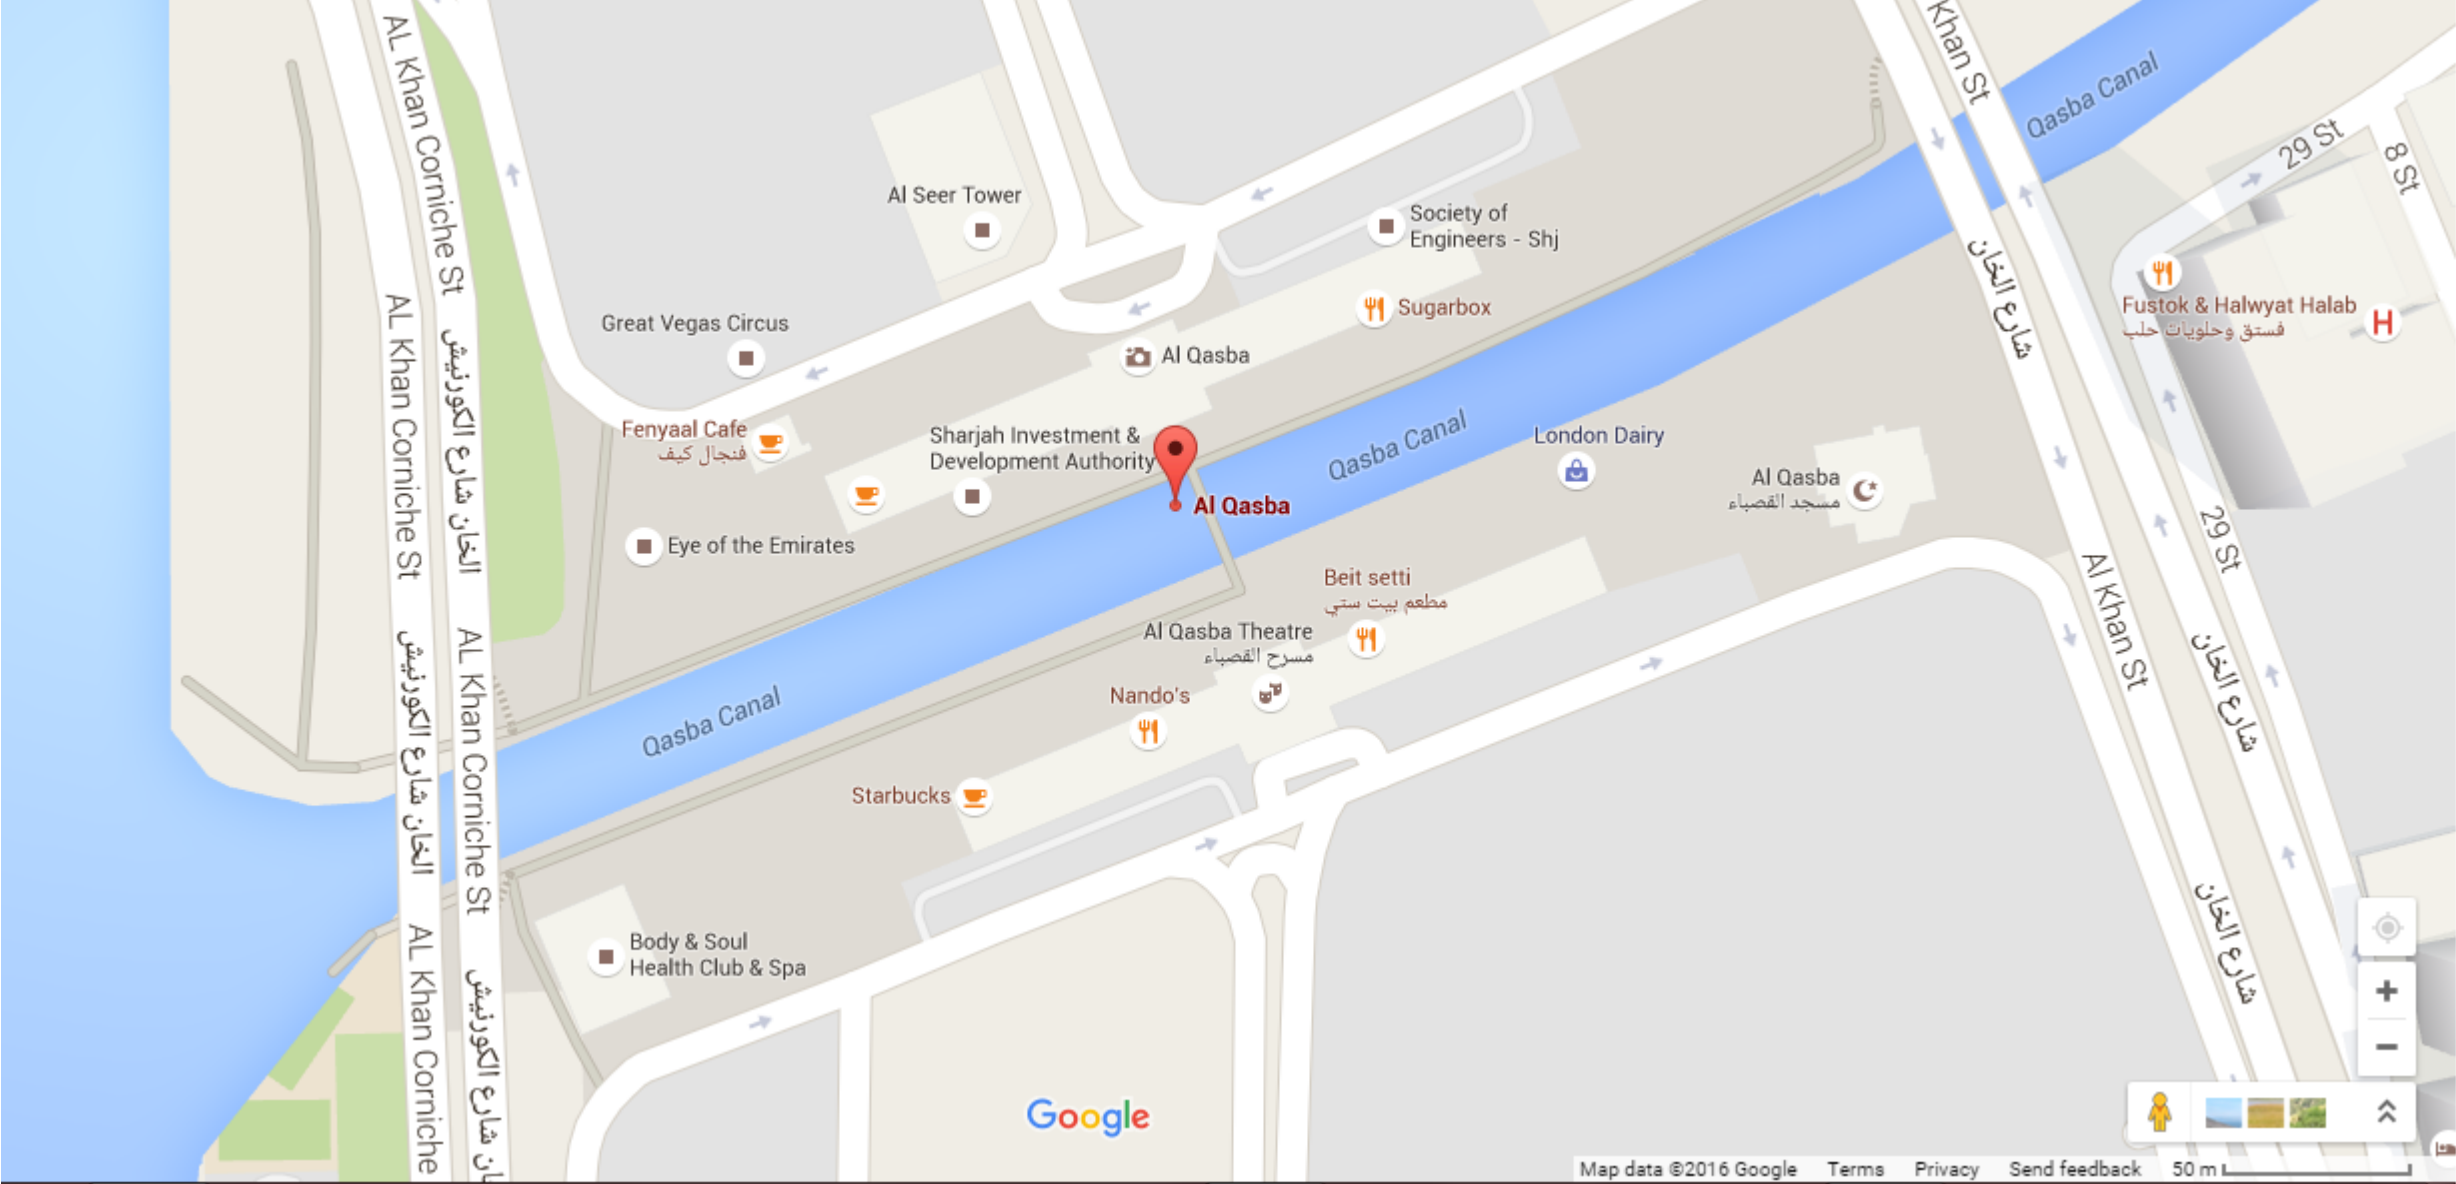 AL Khan Corniche St
Khan St
Qasba Canal
29 St
8 St
Al Seer Tower
Society of
Engineers - Shj
AL Khan Corniche St
الخان شارع الكورنيش
شارع الخان
Fustok & Halwyat Halab
فستق وحلويات حلب
H
Great Vegas Circus
Sugarbox
Al Qasba
Fenyaal Cafe
فنجال كيف
Sharjah Investment &
Development Authority
Qasba Canal
London Dairy
Al Qasba
مسجد القصباء
Al Qasba
Eye of the Emirates
29 St
Al Khan St
Beit setti
مطعم بيت ستي
Al Qasba Theatre
مسرح القصباء
Nando's
Qasba Canal
الخان شارع الكورنيش
AL Khan Corniche St
شارع الخان
Starbucks
شارع الخان
Body & Soul
Health Club & Spa
AL Khan Corniche
ان شارع الكورنيش
Google
Map data ©2016 Google Terms Privacy Send feedback 50 m